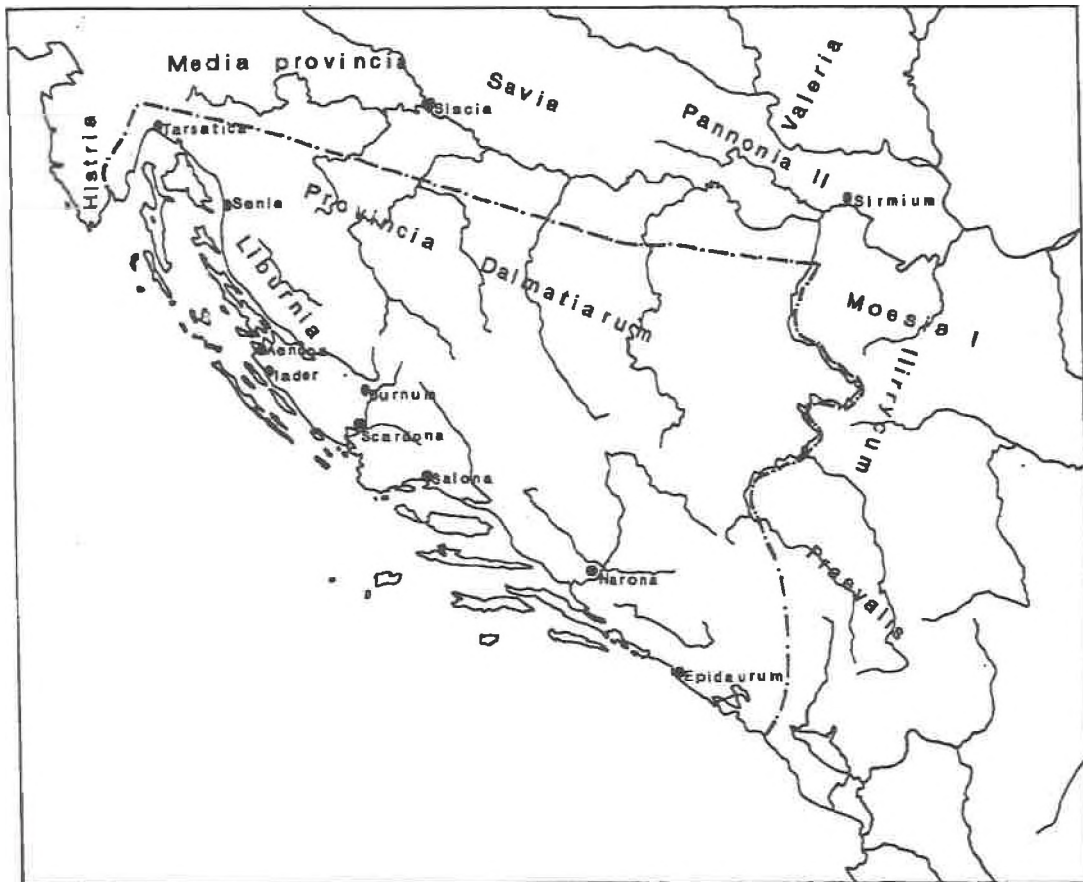 Media provincia
Savia
Valeria
Pannonia II
Siscia
Tarsatica
Histria
Sirmium
Senia
Provincia Dalmatiarum
Liburnia
Moesia I
Illrrycum
Iader
Burnum
Scardona
Salona
Praevalis
Narona
Epidaurum